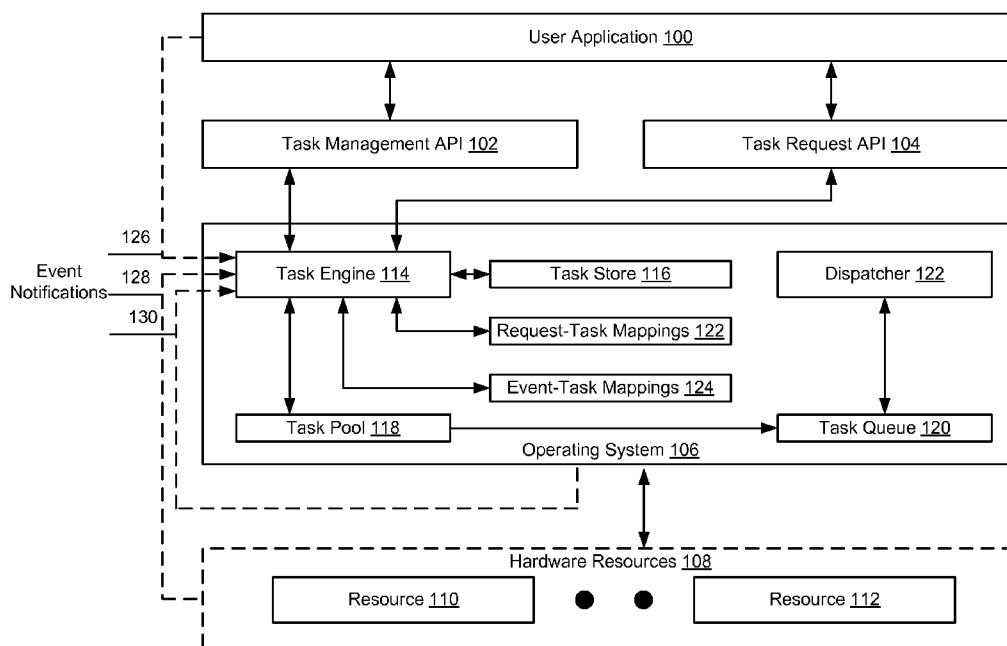 User Application 100
Task Management API 102
Task Request API 104
126
Event
Notifications
128
130
Task Engine 114
Task Store 116
Dispatcher 122
Request-Task Mappings 122
Event-Task Mappings 124
Task Pool 118
Task Queue 120
Operating System 106
Hardware Resources 108
Resource 110
Resource 112